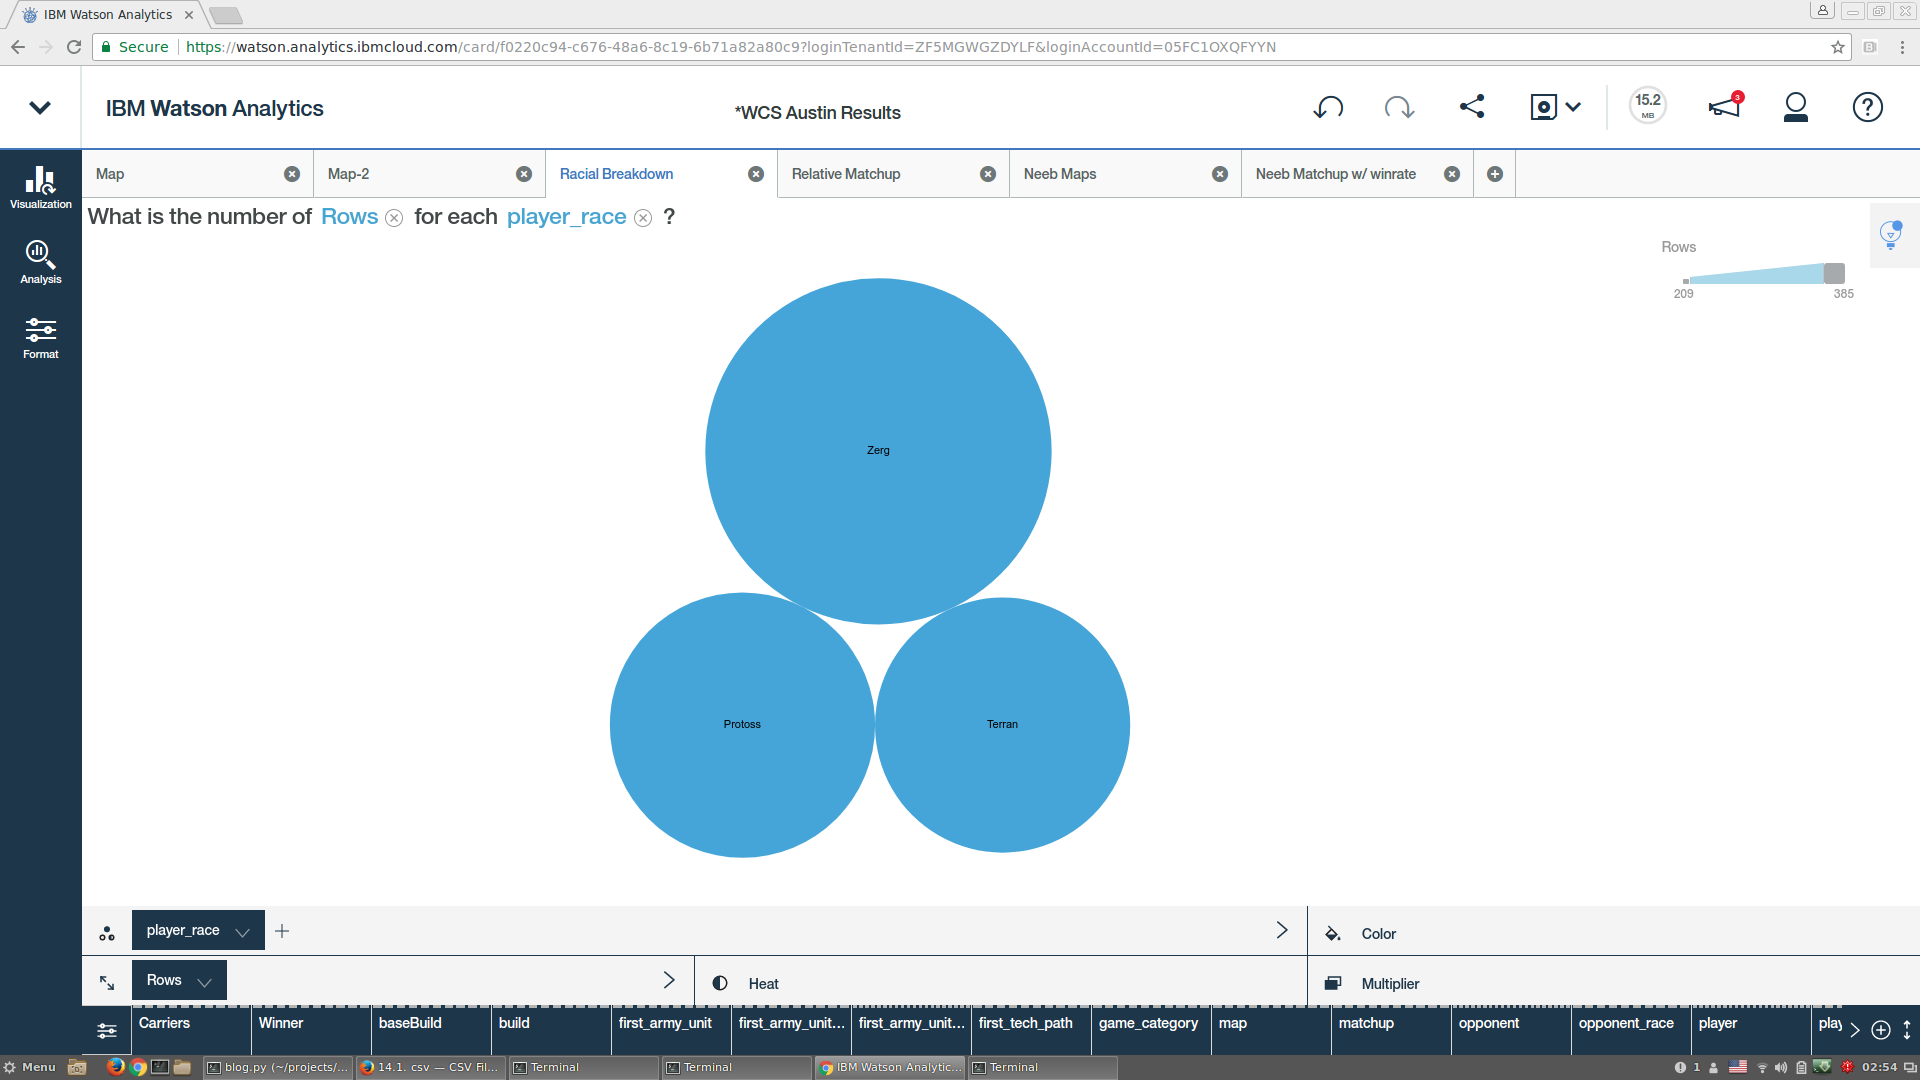 IBM Watson Analytics
Secure https://watson.analytics.ibmcloud.com/card/f0220c94-c676-48a6-8c19-6b71a82a80c9?loginTenantId=ZF5MGWGZDYLF&loginAccountId=05FC1OXQFYYN
IBM Watson Analytics
*WCS Austin Results
15.2
MB
3
Visualization
Analysis
Format
Map
Map-2
Racial Breakdown
Relative Matchup
Neeb Maps
Neeb Matchup w/ winrate
What is the number of Rows for each player_race ?
Rows
209 385
Zerg
Protoss
Terran
player_race
Color
Rows
Heat
Multiplier
Carriers
Winner
baseBuild
build
first_army_unit
first_army_unit...
first_army_unit...
first_tech_path
game_category
map
matchup
opponent
opponent_race
player
play
Menu
blog.py (~/projects/...
14.1. csv — CSV Fil...
Terminal
Terminal
IBM Watson Analytic...
Terminal
1
02:54